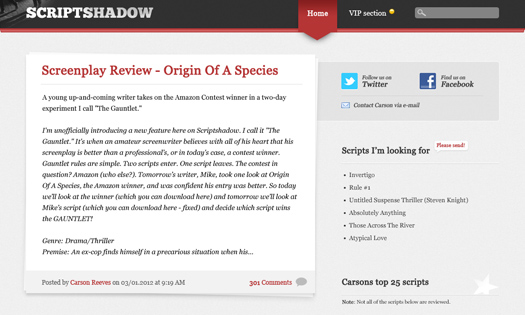 SCRIPTSHADOW
Home
VIP section
Screenplay Review - Origin Of A Species
A young up-and-coming writer takes on the Amazon Contest winner in a two-day
experiment I call "The Gauntlet."
I'm unofficially introducing a new feature here on Scriptshadow. I call it "The
Gauntlet." It's when an amateur screenwriter believes with all of his heart that his
screenplay is better than a professional's, or in today's case, a contest winner.
Gauntlet rules are simple. Two scripts enter. One script leaves. The contest in
question? Amazon (who else?). Tomorrow's writer, Mike, took one look at Origin
Of A Species, the Amazon winner, and was confident his entry was better. So today
we'll look at the winner (which you can download here) and tomorrow we'll look at
Mike's script (which you can download here - fixed) and decide which script wins
the GAUNTLET!
Genre: Drama/Thriller
Premise: An ex-cop finds himself in a precarious situation when his...
Posted by Carson Reeves on 03/01.2012 at 9:19 AM
301 Comments
Follow us on
Twitter
Find us on
Facebook
Contact Carson via e-mail
Scripts I'm looking for
Please send!
• Invertigo
• Rule #1
• Untitled Suspense Thriller (Steven Knight)
• Absolutely Anything
• Those Across The River
• Atypical Love
Carsons top 25 scripts
Note: Not all of the scripts below are reviewed.